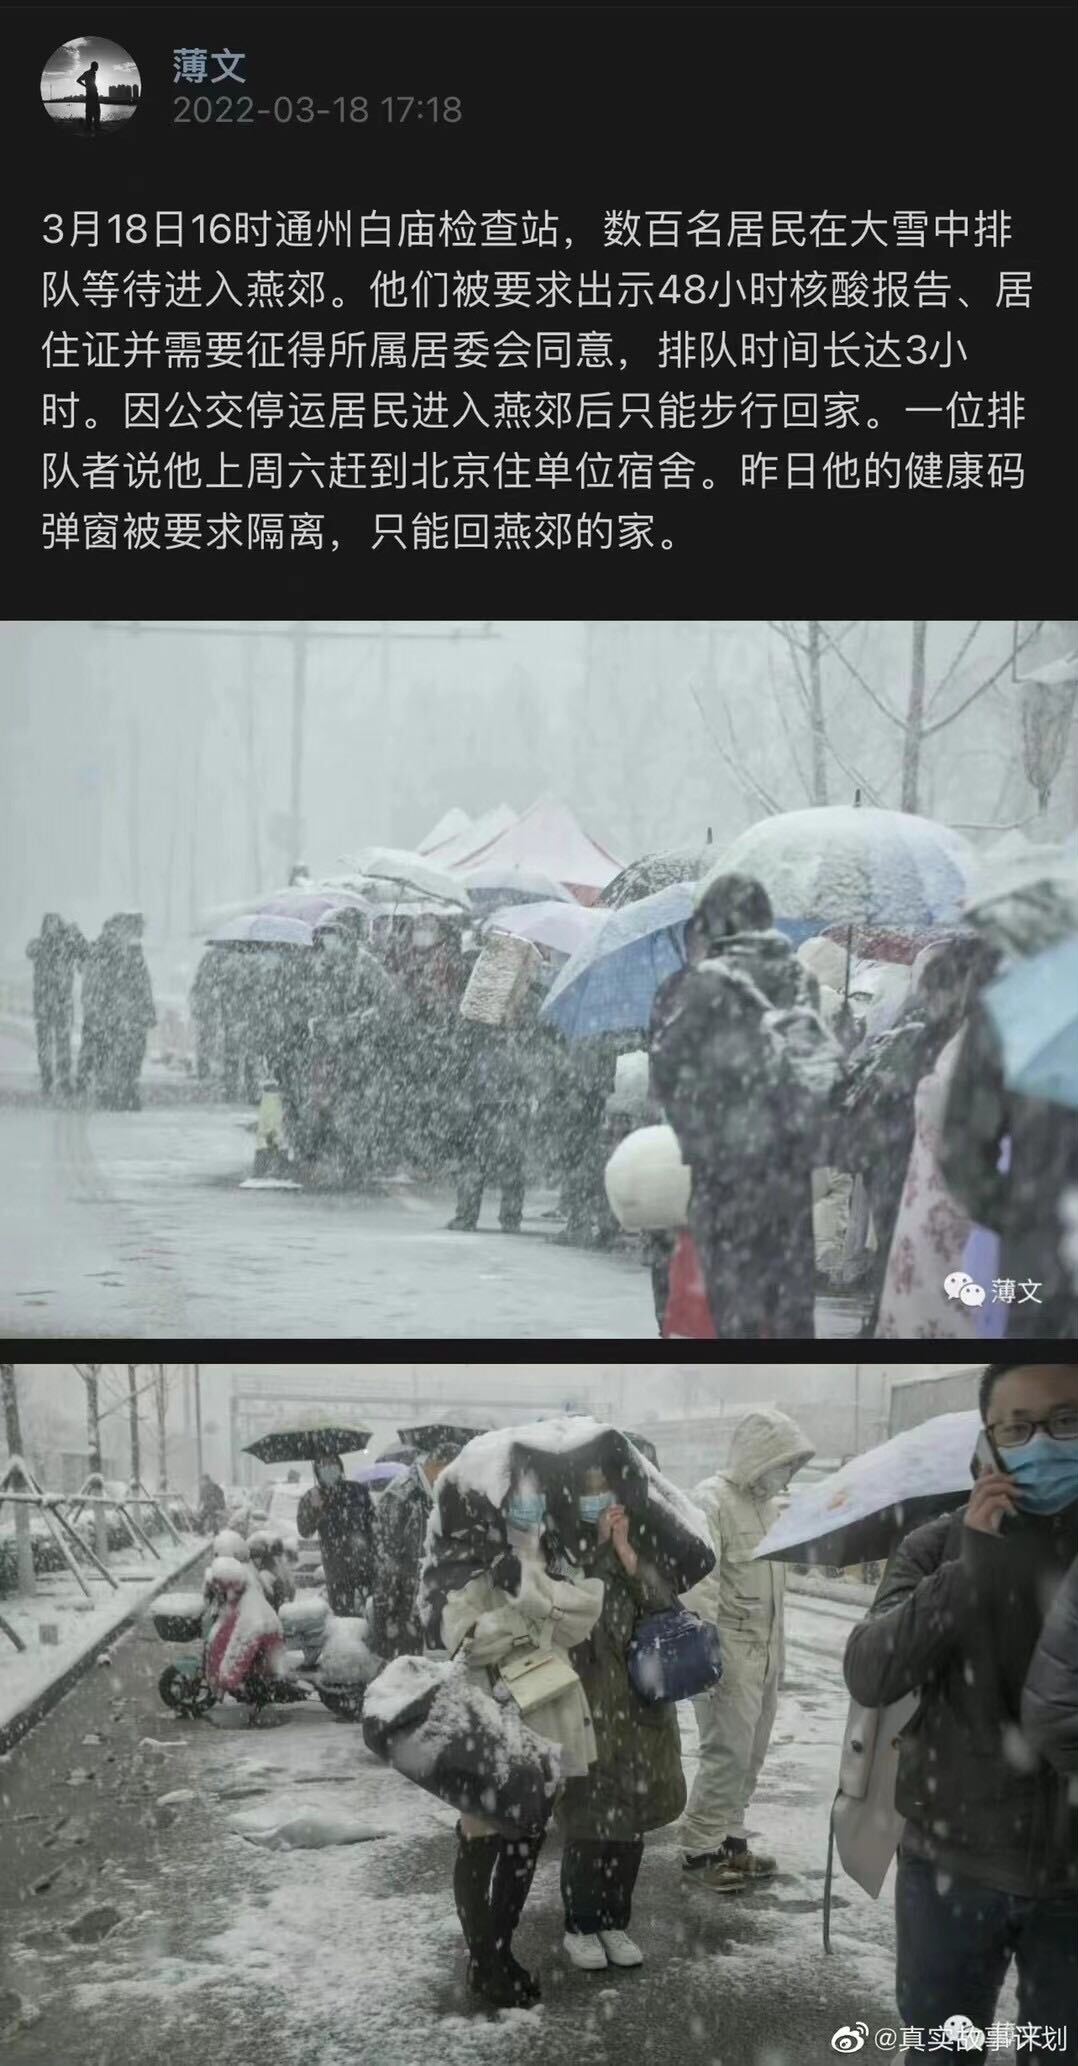 薄文
2022-03-18 17:18
3月18日16时通州白庙检查站，数百名居民在大雪中排
队等待进入燕郊。他们被要求出示48小时核酸报告、居
住证并需要征得所属居委会同意，排队时间长达3小
时。因公交停运居民进入燕郊后只能步行回家。一位排
队者说他上周六赶到北京住单位宿舍。昨日他的健康码
弹窗被要求隔离，只能回燕郊的家。
薄文
薄文
@真实故事计划